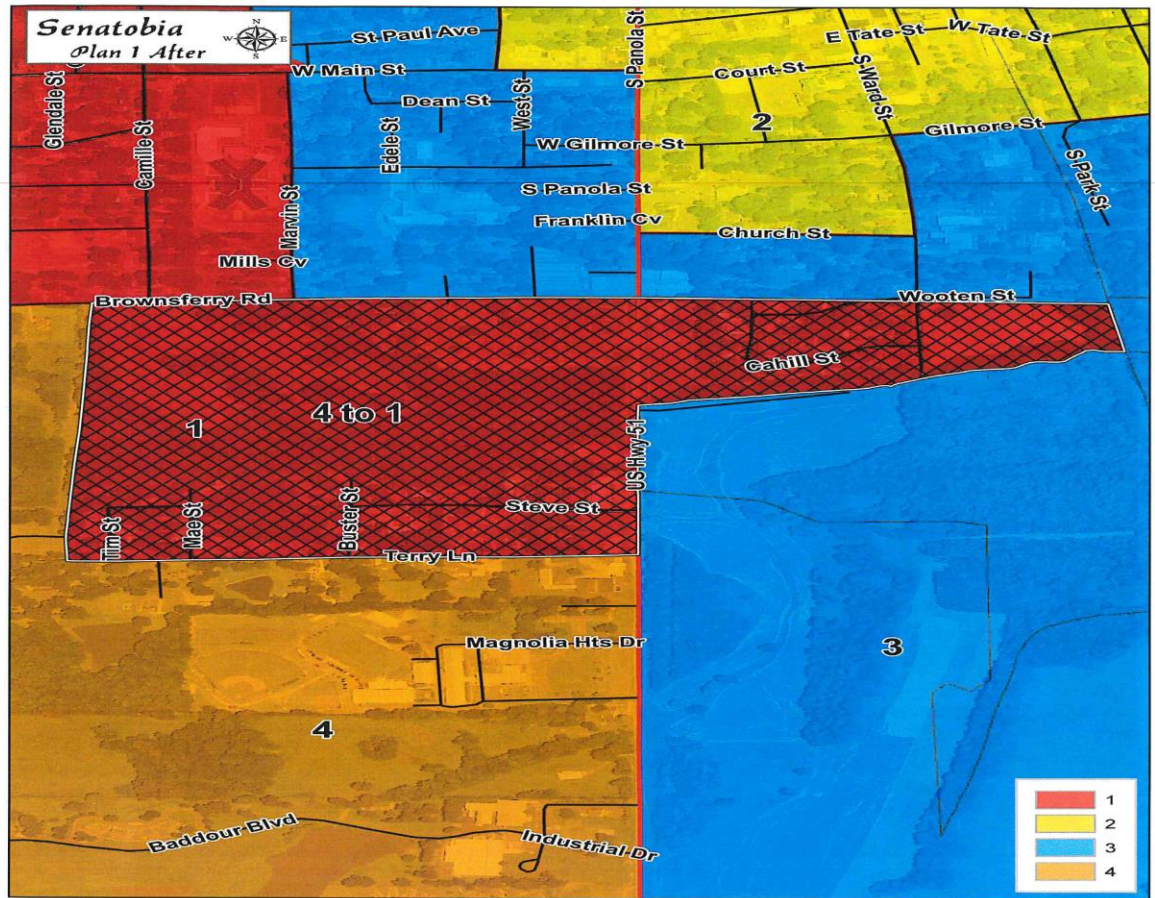 Senatobia
Plan 1 After
N
W E
S
St Paul Ave
S Panola St
E Tate St
W Tate St
W Main St
Court St
S Ward St
Glendale St
Camille St
Dean St
West St
2
Gilmore St
Edele St
W Gilmore St
S Park St
Marvin St
S Panola St
Franklin Cv
Church St
Mills Cv
Brownsferry Rd
Wooten St
Cahill St
1
4 to 1
US Hwy 51
Tim St
Mae St
Buster St
Steve St
Terry Ln
Magnolia Hts Dr
3
4
Baddour Blvd
Industrial Dr
1
2
3
4